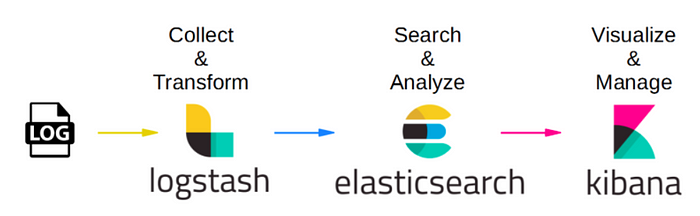 Collect
&
Transform
Search
&
Analyze
Visualize
&
Manage
LOG
logstash
elasticsearch
kibana